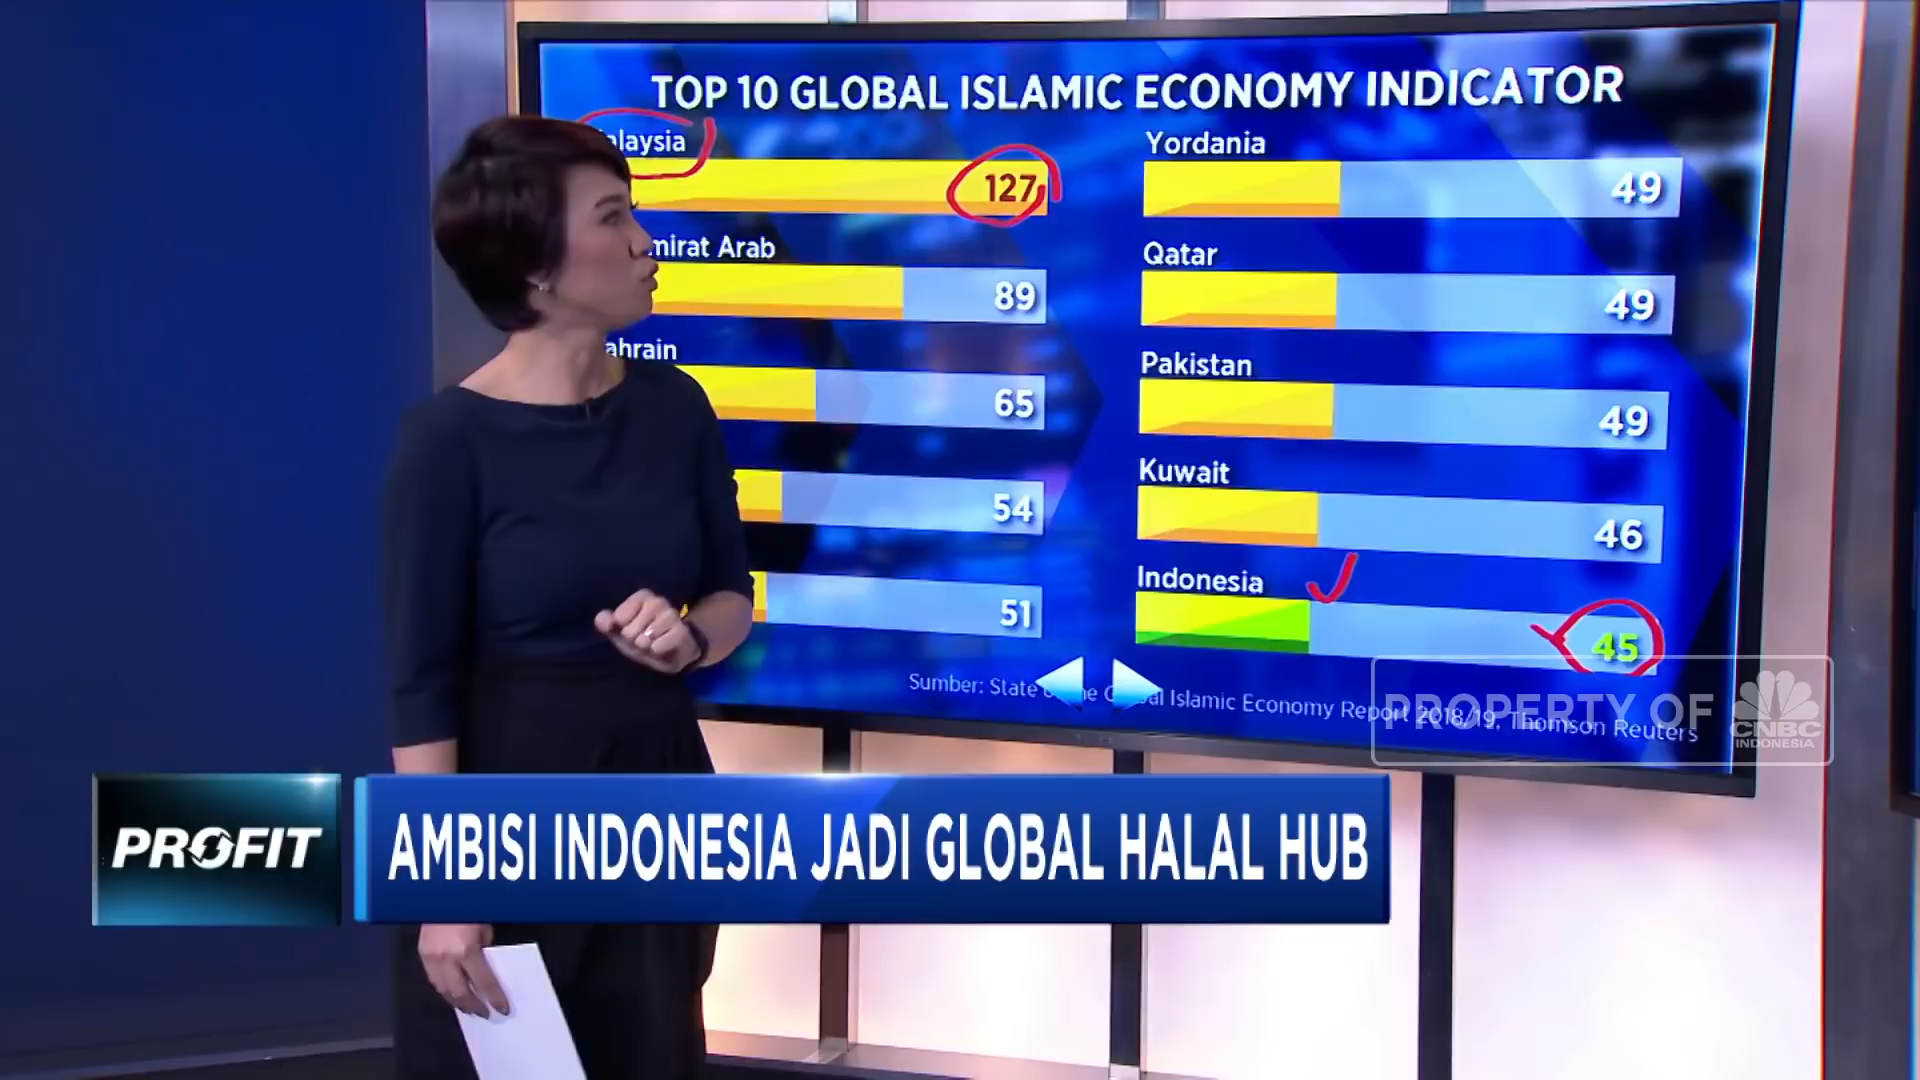 TOP 10 GLOBAL ISLAMIC ECONOMY INDICATOR
alaysia
127
mirat Arab
89
ahrain
65
54
51
Yordania
49
Qatar
49
Pakistan
49
Kuwait
46
Indonesia
45
Sumber: State Islamic Economy Report 2018/19, Thomson Reuters
PROPERTY OF
CNBC
INDONESIA
PROFIT
AMBISI INDONESIA JADI GLOBAL HALAL HUB